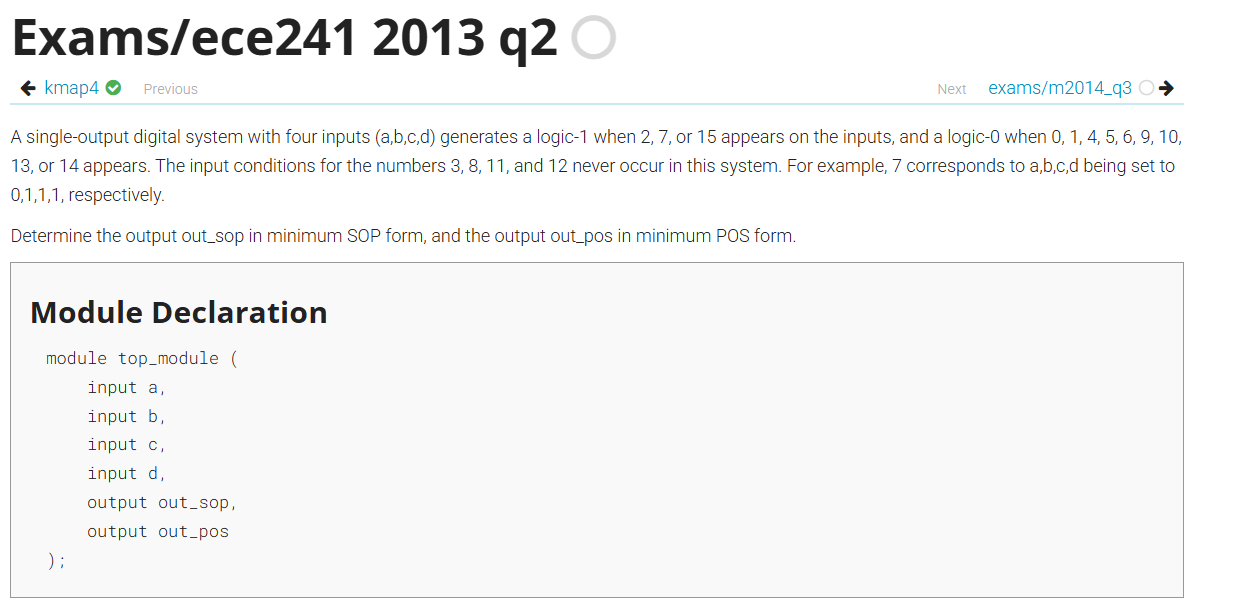 Exams/ece241 2013 q2
kmap4 Previous Next exams/m2014_q3
A single-output digital system with four inputs (a,b,c,d) generates a logic-1 when 2, 7, or 15 appears on the inputs, and a logic-0 when 0, 1, 4, 5, 6, 9, 10,
13, or 14 appears. The input conditions for the numbers 3, 8, 11, and 12 never occur in this system. For example, 7 corresponds to a,b,c,d being set to
0,1,1,1, respectively.
Determine the output out_sop in minimum SOP form, and the output out_pos in minimum POS form.
Module Declaration
module top_module (
input a,
input b,
input c,
input d,
output out_sop,
output out_pos
);